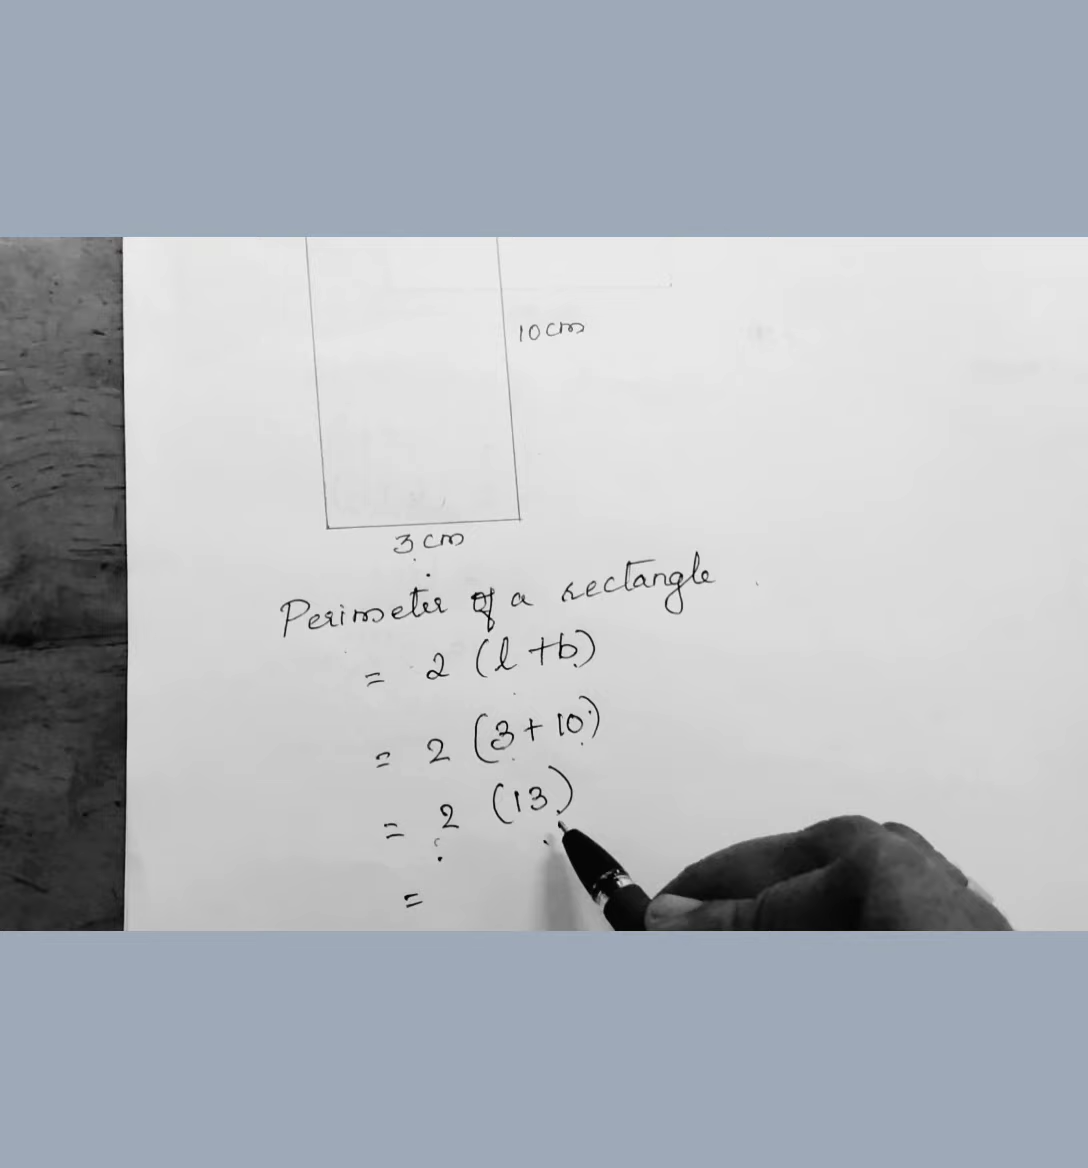 10cm
3cm
Perimeter of a rectangle
= 2 (l+b)
= 2 (3+10)
= 2 (13)
=